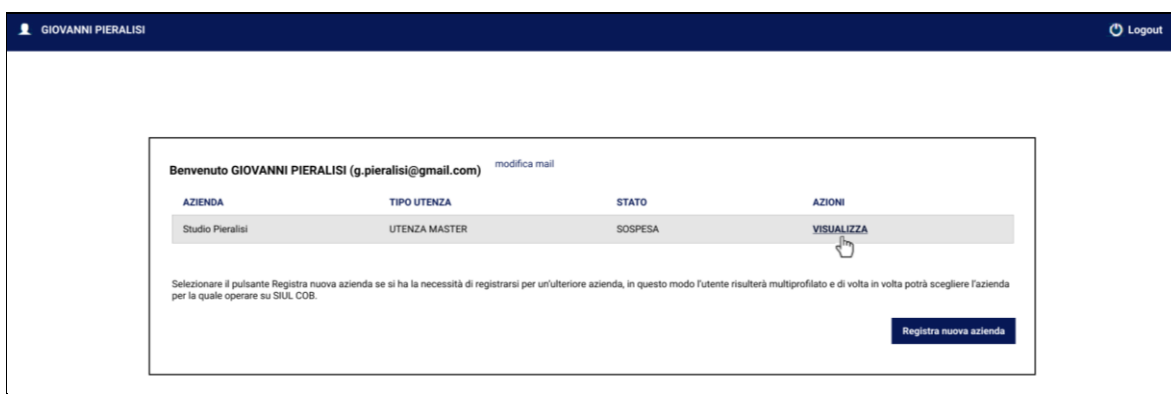 GIOVANNI PIERALISI Logout
Benvenuto GIOVANNI PIERALISI (g.pieralisi@gmail.com) modifica mail
AZIENDA TIPO UTENZA STATO AZIONI
Studio Pieralisi UTENZA MASTER SOSPESA VISUALIZZA
Selezionare il pulsante Registra nuova azienda se si ha la necessità di registrarsi per un'ulteriore azienda, in questo modo l'utente risulterà multiprofilato e di volta in volta potrà scegliere l'azienda
per la quale operare su SIUL COB.
Registra nuova azienda